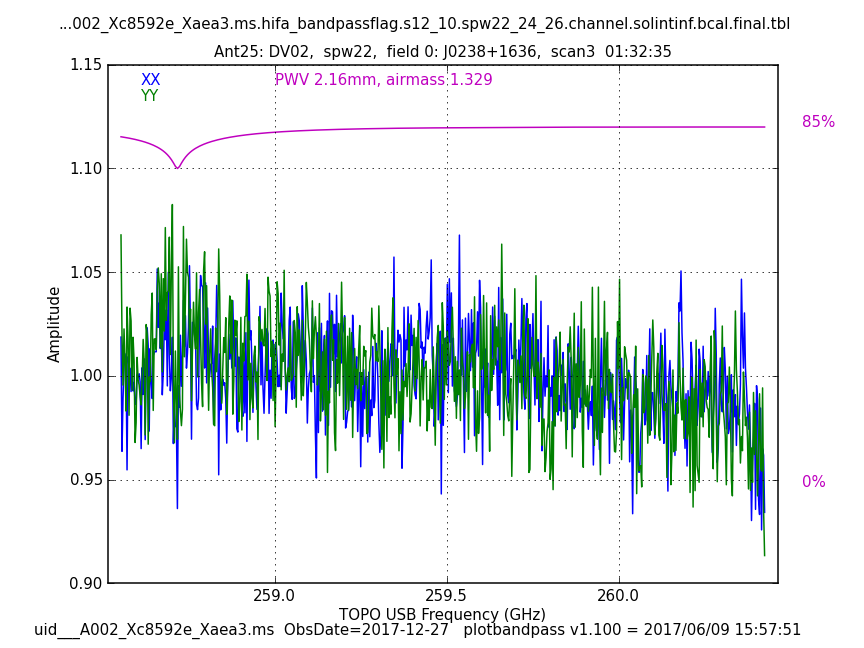 ...002_Xc8592e_Xaea3.ms.hifa_bandpassflag.s12_10.spw22_24_26.channel.solintinf.bcal.final.tbl
Ant25: DV02,  spw22,  field 0: J0238+1636,  scan3  01:32:35
1.15
XX
PWV 2.16mm, airmass 1.329
YY
85%
1.10
1.05
Amplitude
1.00
0.95
0%
0.90
259.0
259.5
260.0
TOPO USB Frequency (GHz)
uid___A002_Xc8592e_Xaea3.ms  ObsDate=2017-12-27   plotbandpass v1.100 = 2017/06/09 15:57:51